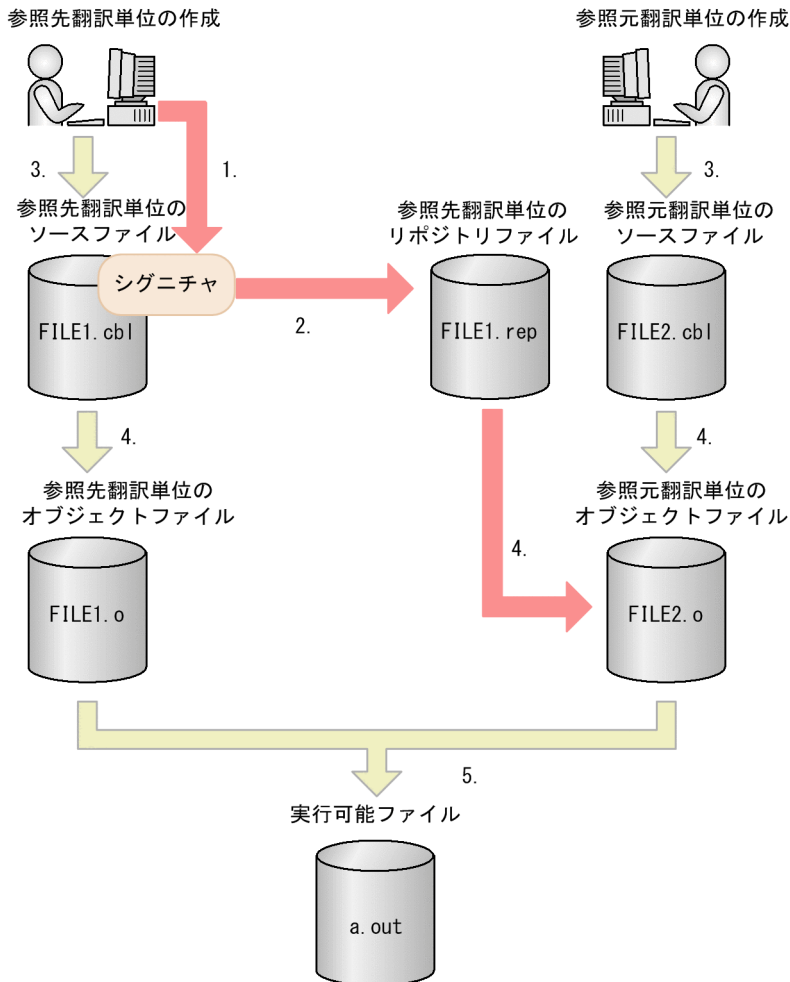 参照先翻訳単位の作成
参照元翻訳単位の作成
3.
1.
3.
参照先翻訳単位の
ソースファイル
参照先翻訳単位の
リポジトリファイル
参照元翻訳単位の
ソースファイル
シグニチャ
FILE1.cbl
2.
FILE1.rep
FILE2.cbl
4.
4.
参照先翻訳単位の
オブジェクトファイル
参照元翻訳単位の
オブジェクトファイル
4.
FILE1.o
FILE2.o
5.
実行可能ファイル
a.out